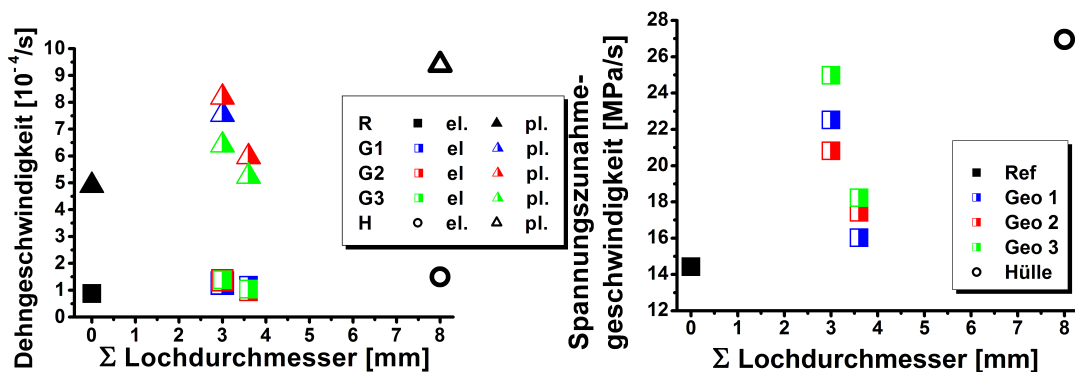 Dehngeschwindigkeit [10⁻⁴/s]
10
9
8
7
6
5
4
3
2
1
0
0 1 2 3 4 5 6 7 8
Σ Lochdurchmesser [mm]
R el. pl.
G1 el pl.
G2 el pl.
G3 el pl.
H el. pl.
Spannungszunahme-
geschwindigkeit [MPa/s]
28
26
24
22
20
18
16
14
12
0 1 2 3 4 5 6 7 8
Σ Lochdurchmesser [mm]
Ref
Geo 1
Geo 2
Geo 3
Hülle